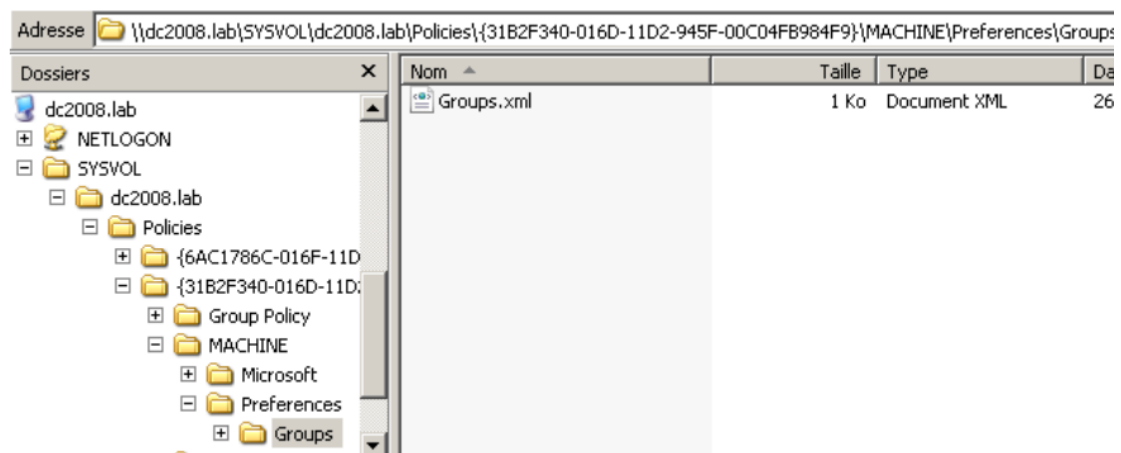 Adresse \\dc2008.lab\SYSVOL\dc2008.lab\Policies\{31B2F340-016D-11D2-945F-00C04FB984F9}\MACHINE\Preferences\Groups
Dossiers
Nom Taille Type Da
dc2008.lab
Groups.xml 1 Ko Document XML 26
NETLOGON
SYSVOL
dc2008.lab
Policies
{6AC1786C-016F-11D
{31B2F340-016D-11D
Group Policy
MACHINE
Microsoft
Preferences
Groups